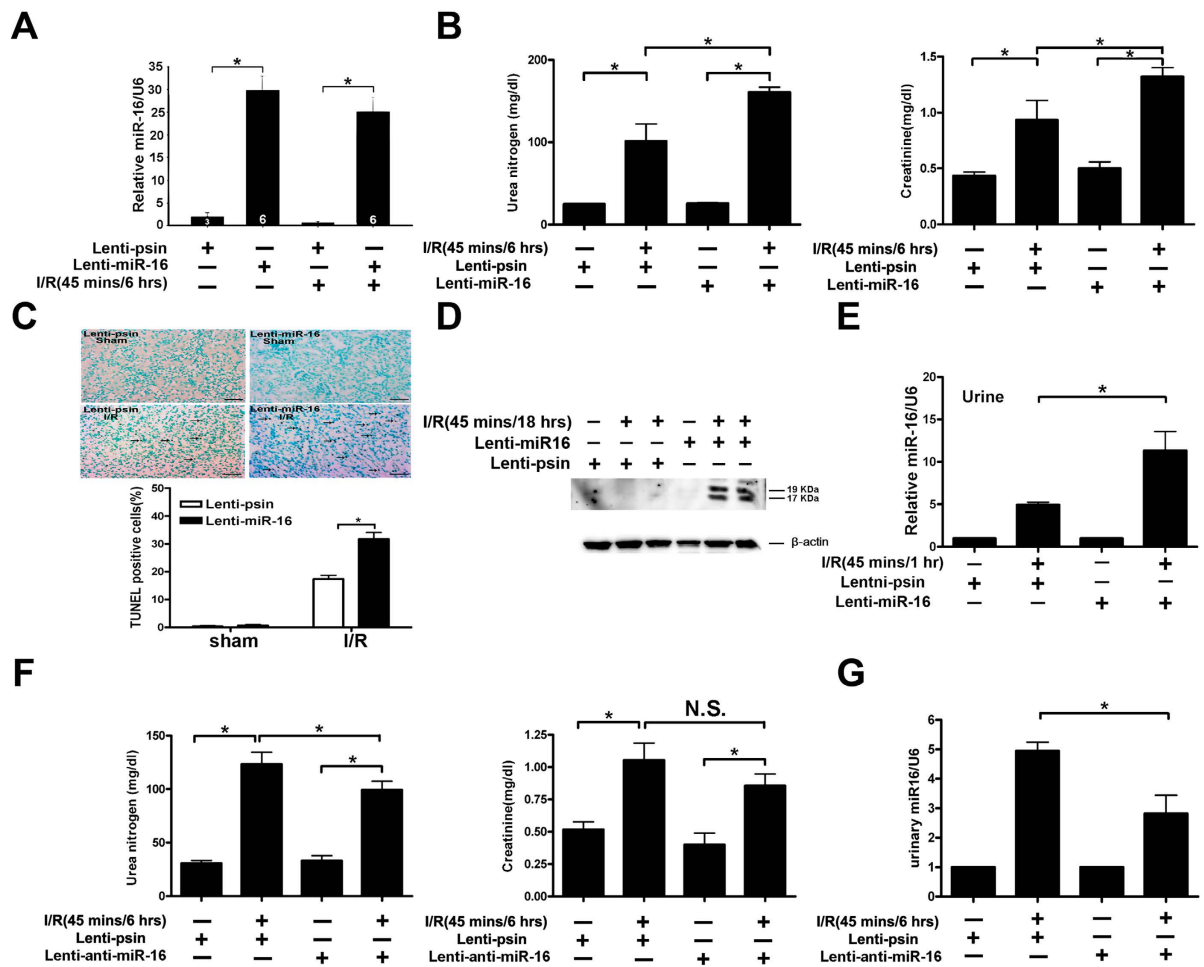 A
Relative miR-16/U6
35
30
25
20
15
10
5
0
*
*
3
6
6
Lenti-psin + — + —
Lenti-miR-16 — + — +
I/R(45 mins/6 hrs) — — + +
B
Urea nitrogen (mg/dl)
200
100
0
*
*
*
I/R(45 mins/6 hrs) — + — +
Lenti-psin + + — —
Lenti-miR-16 — — + +
Creatinine(mg/dl)
1.5
1.0
0.5
0.0
*
*
*
I/R(45 mins/6 hrs) — + — +
Lenti-psin + + — —
Lenti-miR-16 — — + +
C
Lenti-psin
Sham
Lenti-miR-16
Sham
Lenti-psin
I/R
Lenti-miR-16
I/R
TUNEL positive cells(%)
50
40
30
20
10
0
Lenti-psin
Lenti-miR-16
*
sham I/R
D
I/R(45 mins/18 hrs) — + + — + +
Lenti-miR16 — — — + + +
Lenti-psin + + + — — —
19 KDa
17 KDa
β-actin
E
Relative miR-16/U6
20
15
10
5
0
Urine
*
I/R(45 mins/1 hr) — + — +
Lentni-psin + + — —
Lenti-miR-16 — — + +
F
Urea nitrogen (mg/dl)
150
100
50
0
*
*
*
I/R(45 mins/6 hrs) — + — +
Lenti-psin + + — —
Lenti-anti-miR-16 — — + +
Creatinine(mg/dl)
1.25
1.00
0.75
0.50
0.25
0.00
*
N.S.
*
I/R(45 mins/6 hrs) — + — +
Lenti-psin + + — —
Lenti-anti-miR-16 — — + +
G
urinary miR16/U6
6
5
4
3
2
1
0
*
I/R(45 mins/6 hrs) — + — +
Lenti-psin + + — —
Lenti-anti-miR-16 — — + +